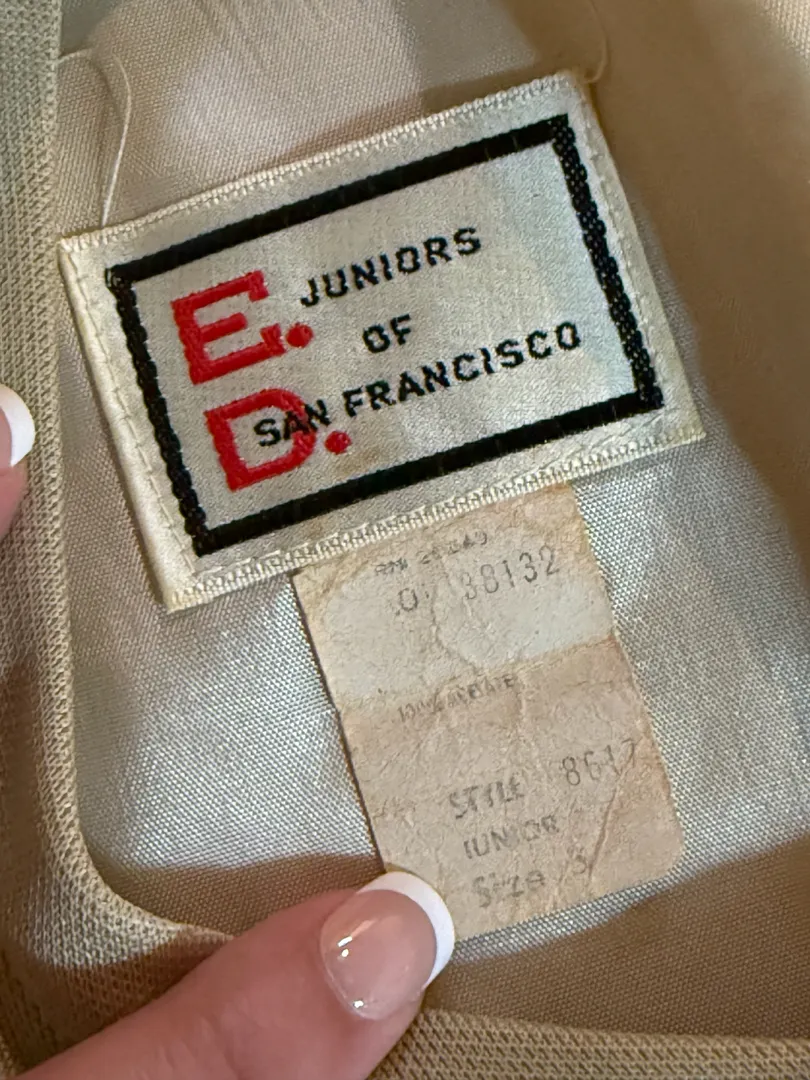 E. JUNIORS
OF
D. SAN FRANCISCO
38132
STYLE 8617
JUNIOR
Size 3